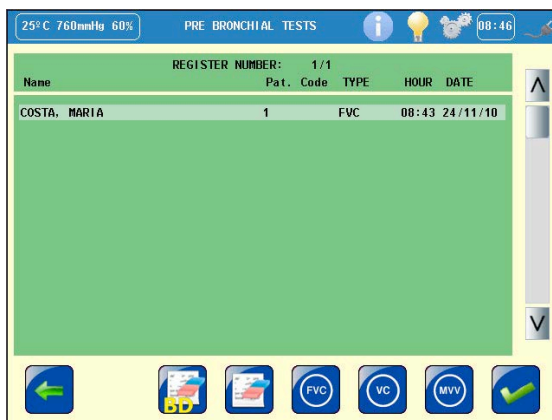 25ºC 760mmHg 60% PRE BRONCHIAL TESTS i 08:46
REGISTER NUMBER: 1/1
Name Pat. Code TYPE HOUR DATE
COSTA, MARIA 1 FVC 08:43 24/11/10
BD FVC VC MVV